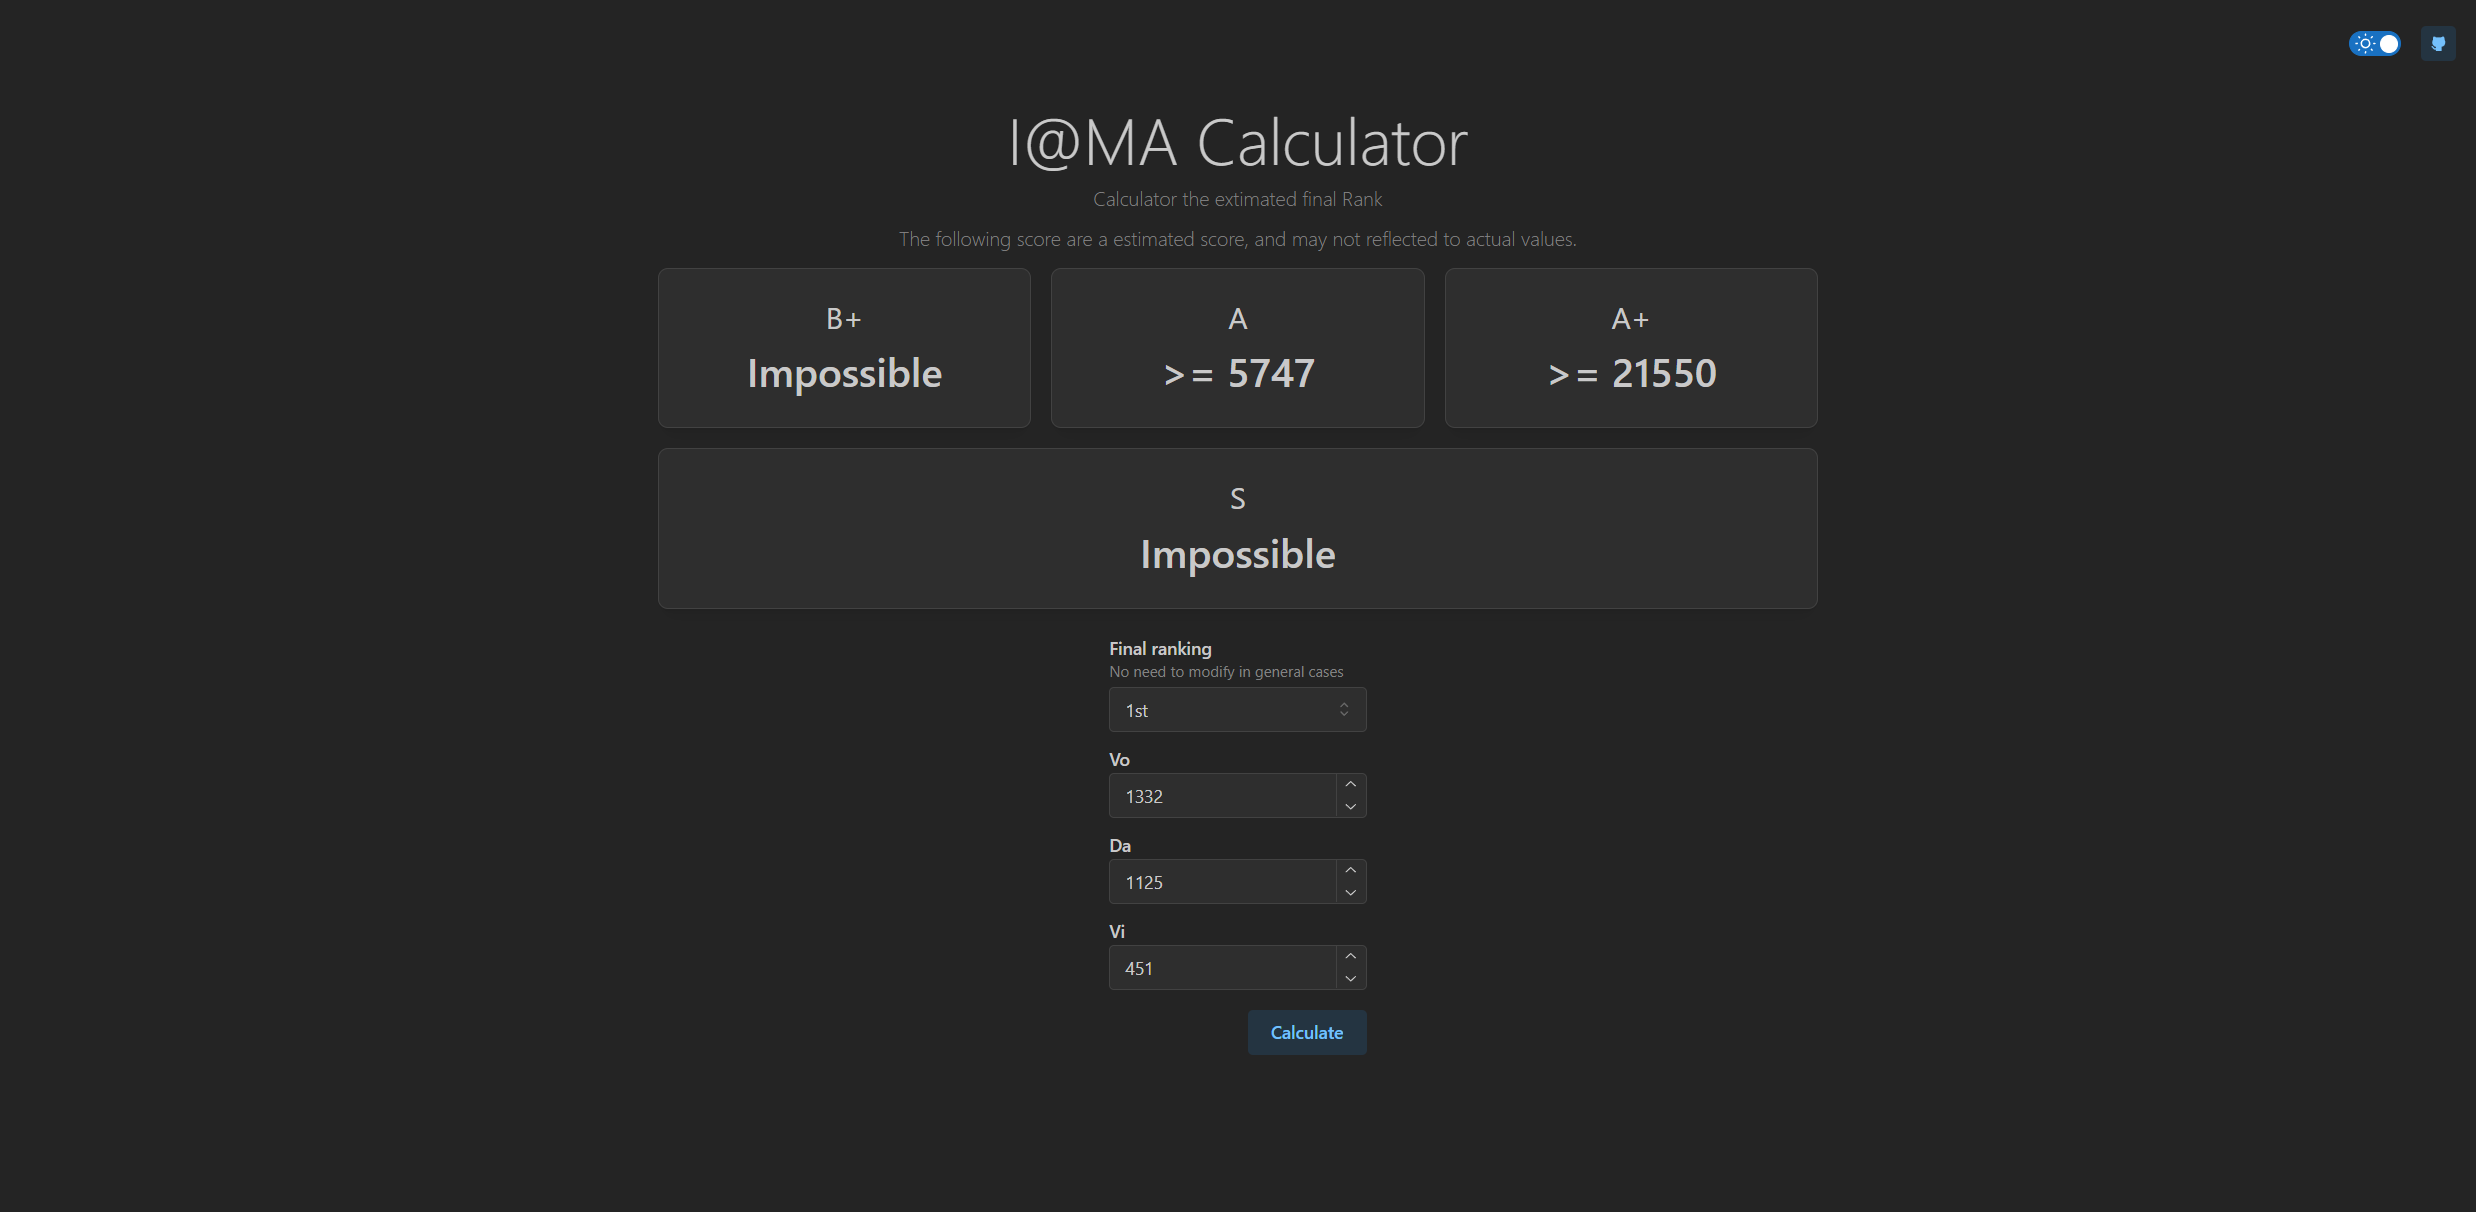 I@MA Calculator
Calculator the extimated final Rank
The following score are a estimated score, and may not reflected to actual values.
B+
Impossible
A
>= 5747
A+
>= 21550
S
Impossible
Final ranking
No need to modify in general cases
1st
Vo
1332
Da
1125
Vi
451
Calculate